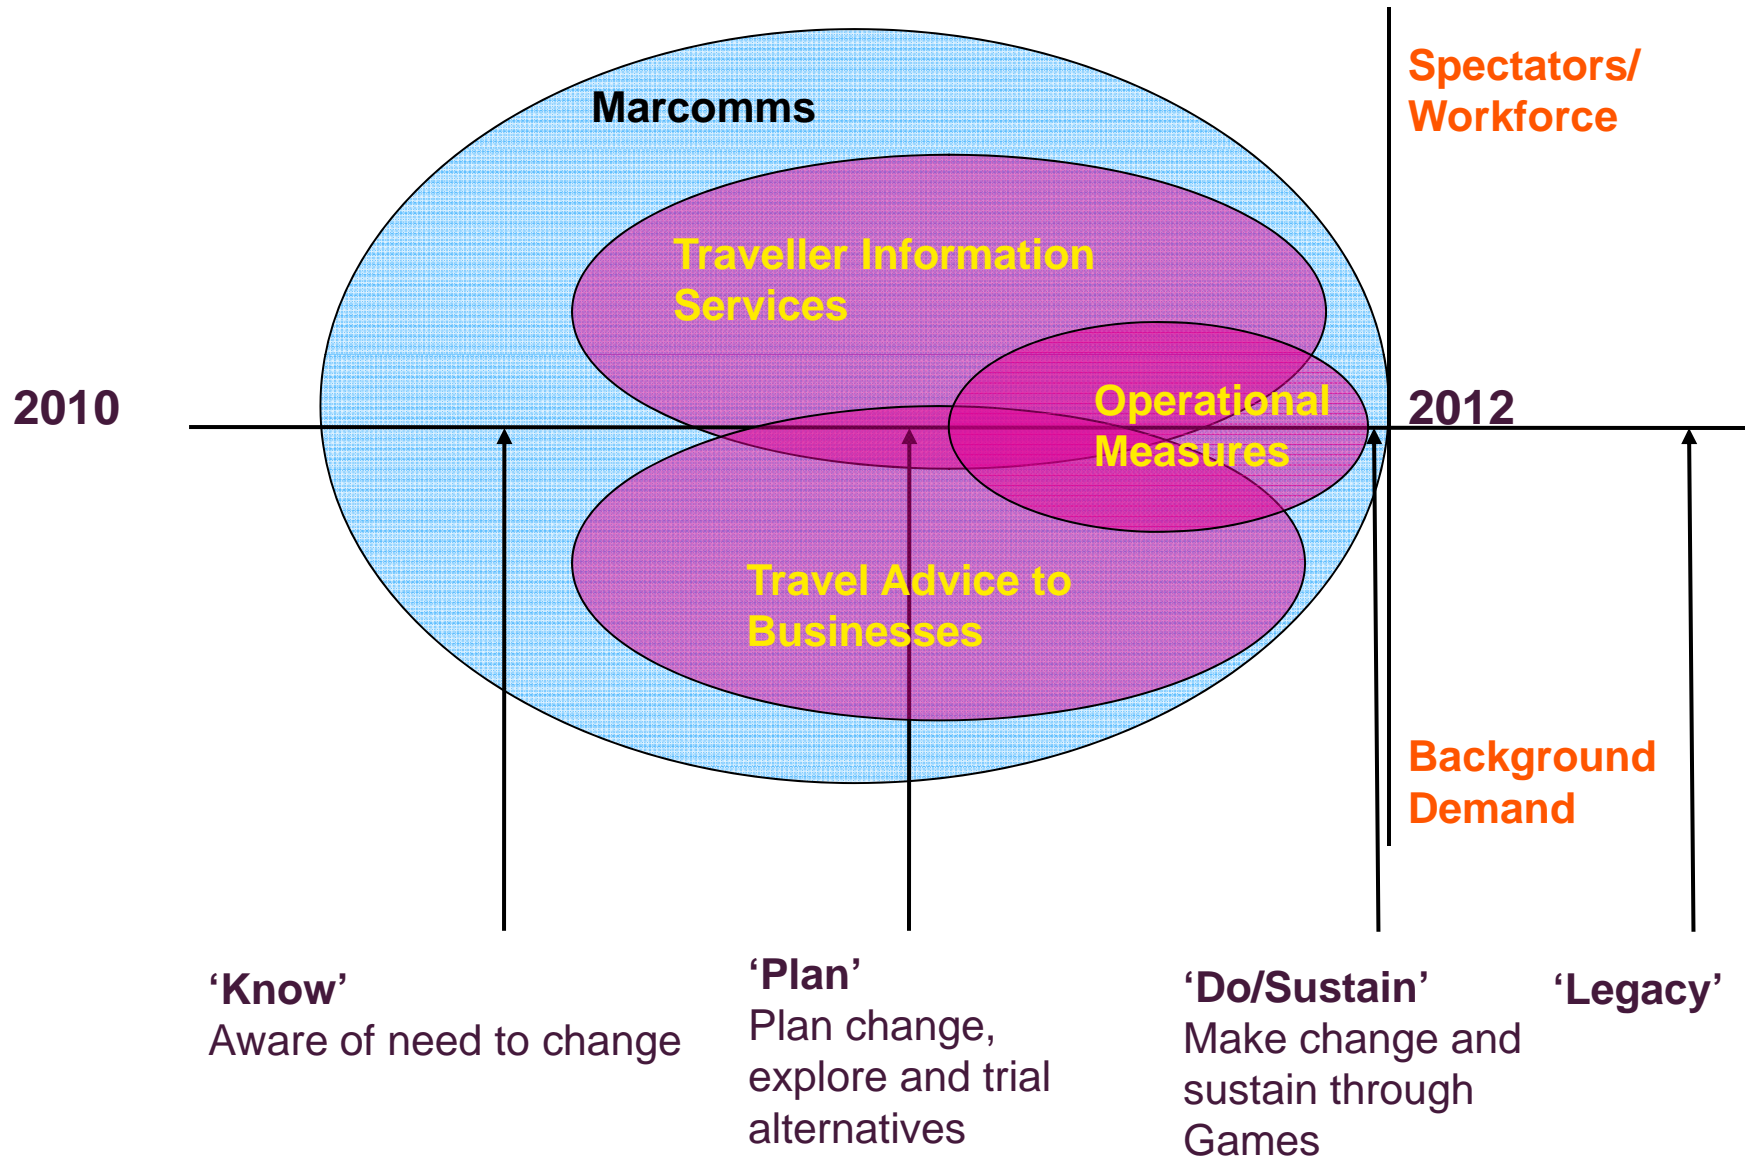 Marcomms
Spectators/
Workforce
Traveller Information
Services
2010
Operational
Measures
2012
Travel Advice to
Businesses
Background
Demand
‘Know’
Aware of need to change
‘Plan’
Plan change,
explore and trial
alternatives
‘Do/Sustain’
Make change and
sustain through
Games
‘Legacy’